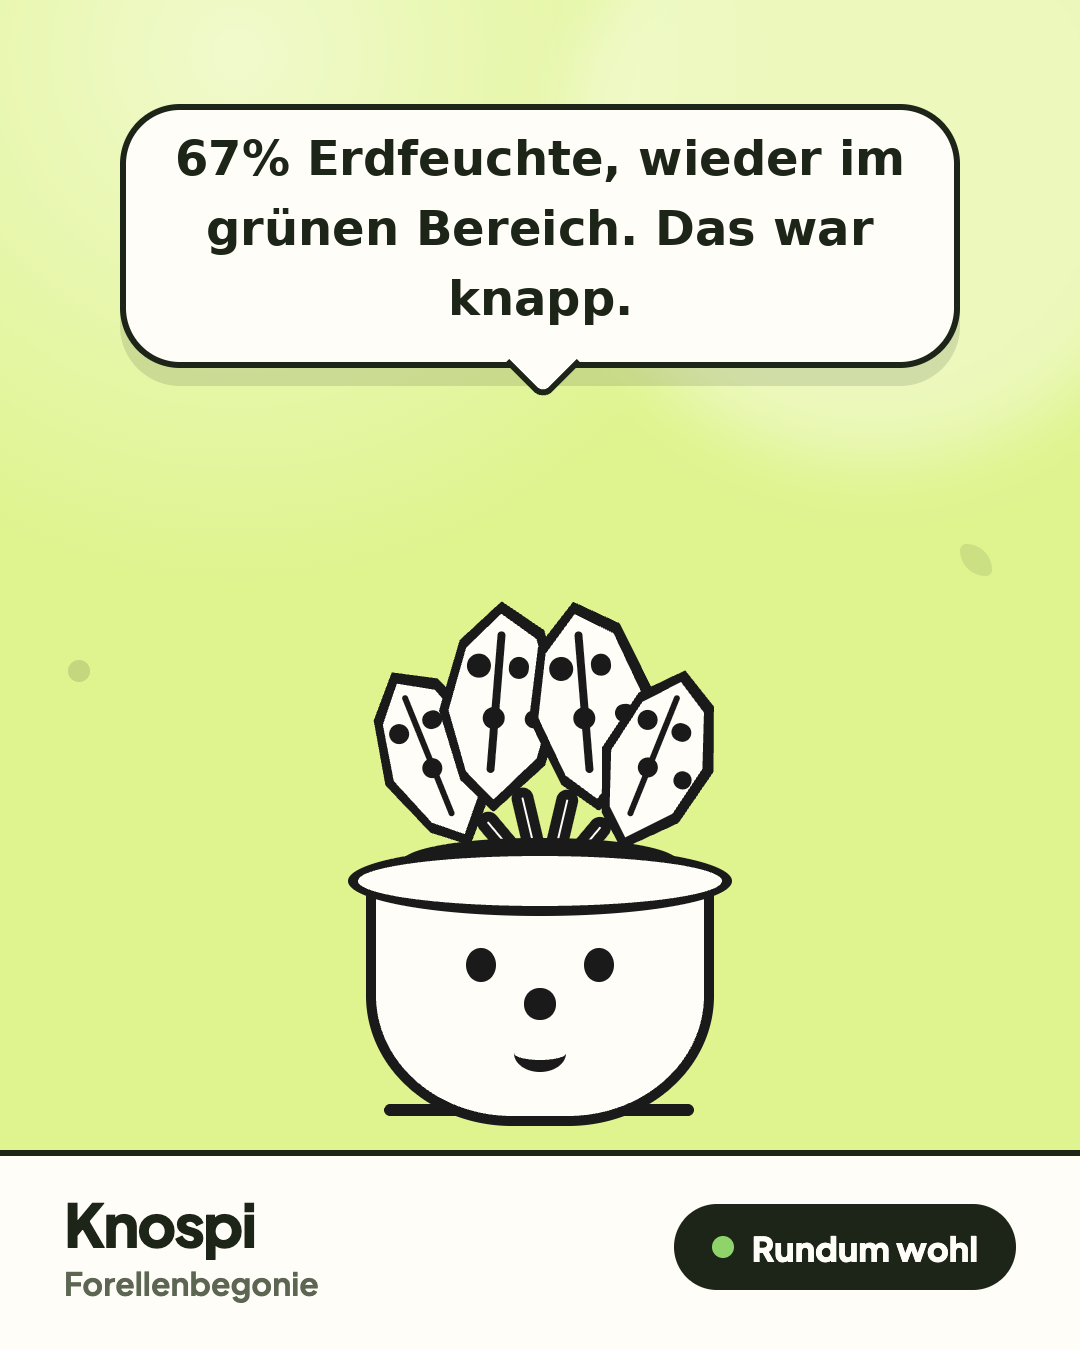 67% Erdfeuchte, wieder im
grünen Bereich. Das war
knapp.
Knospi
Forellenbegonie
Rundum wohl